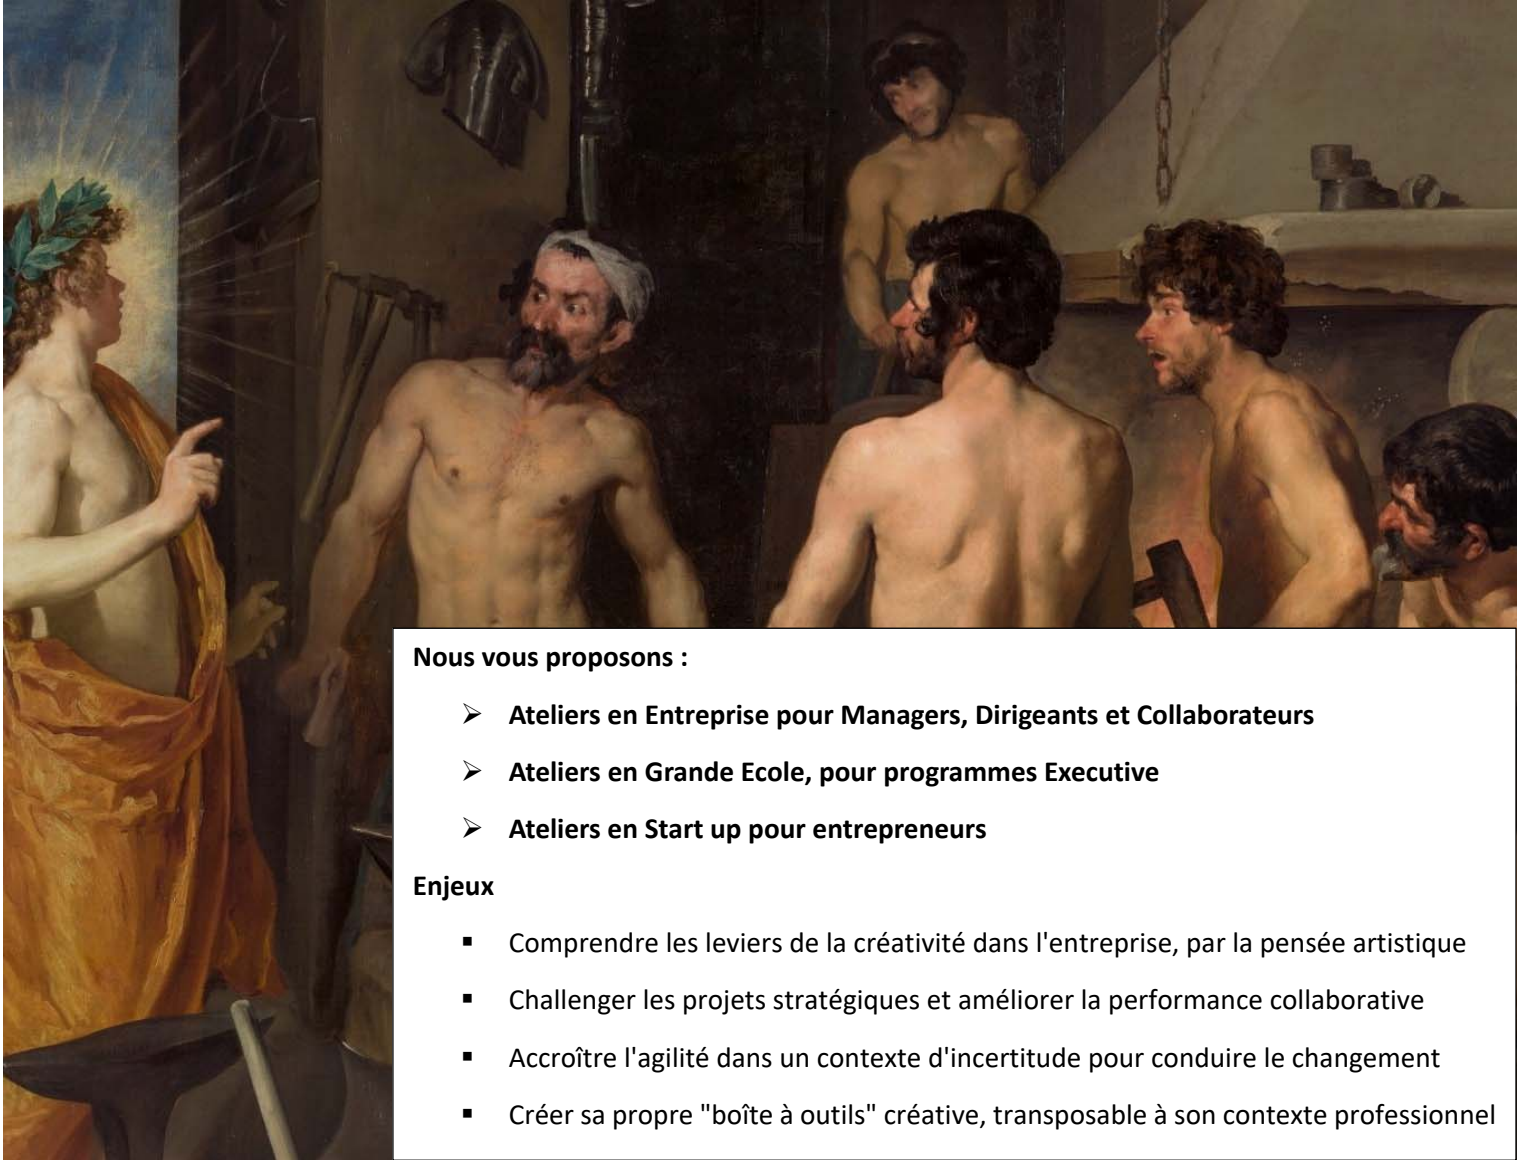 Nous vous proposons :
➢ Ateliers en Entreprise pour Managers, Dirigeants et Collaborateurs
➢ Ateliers en Grande Ecole, pour programmes Executive
➢ Ateliers en Start up pour entrepreneurs
Enjeux
▪ Comprendre les leviers de la créativité dans l'entreprise, par la pensée artistique
▪ Challenger les projets stratégiques et améliorer la performance collaborative
▪ Accroître l'agilité dans un contexte d'incertitude pour conduire le changement
▪ Créer sa propre "boîte à outils" créative, transposable à son contexte professionnel